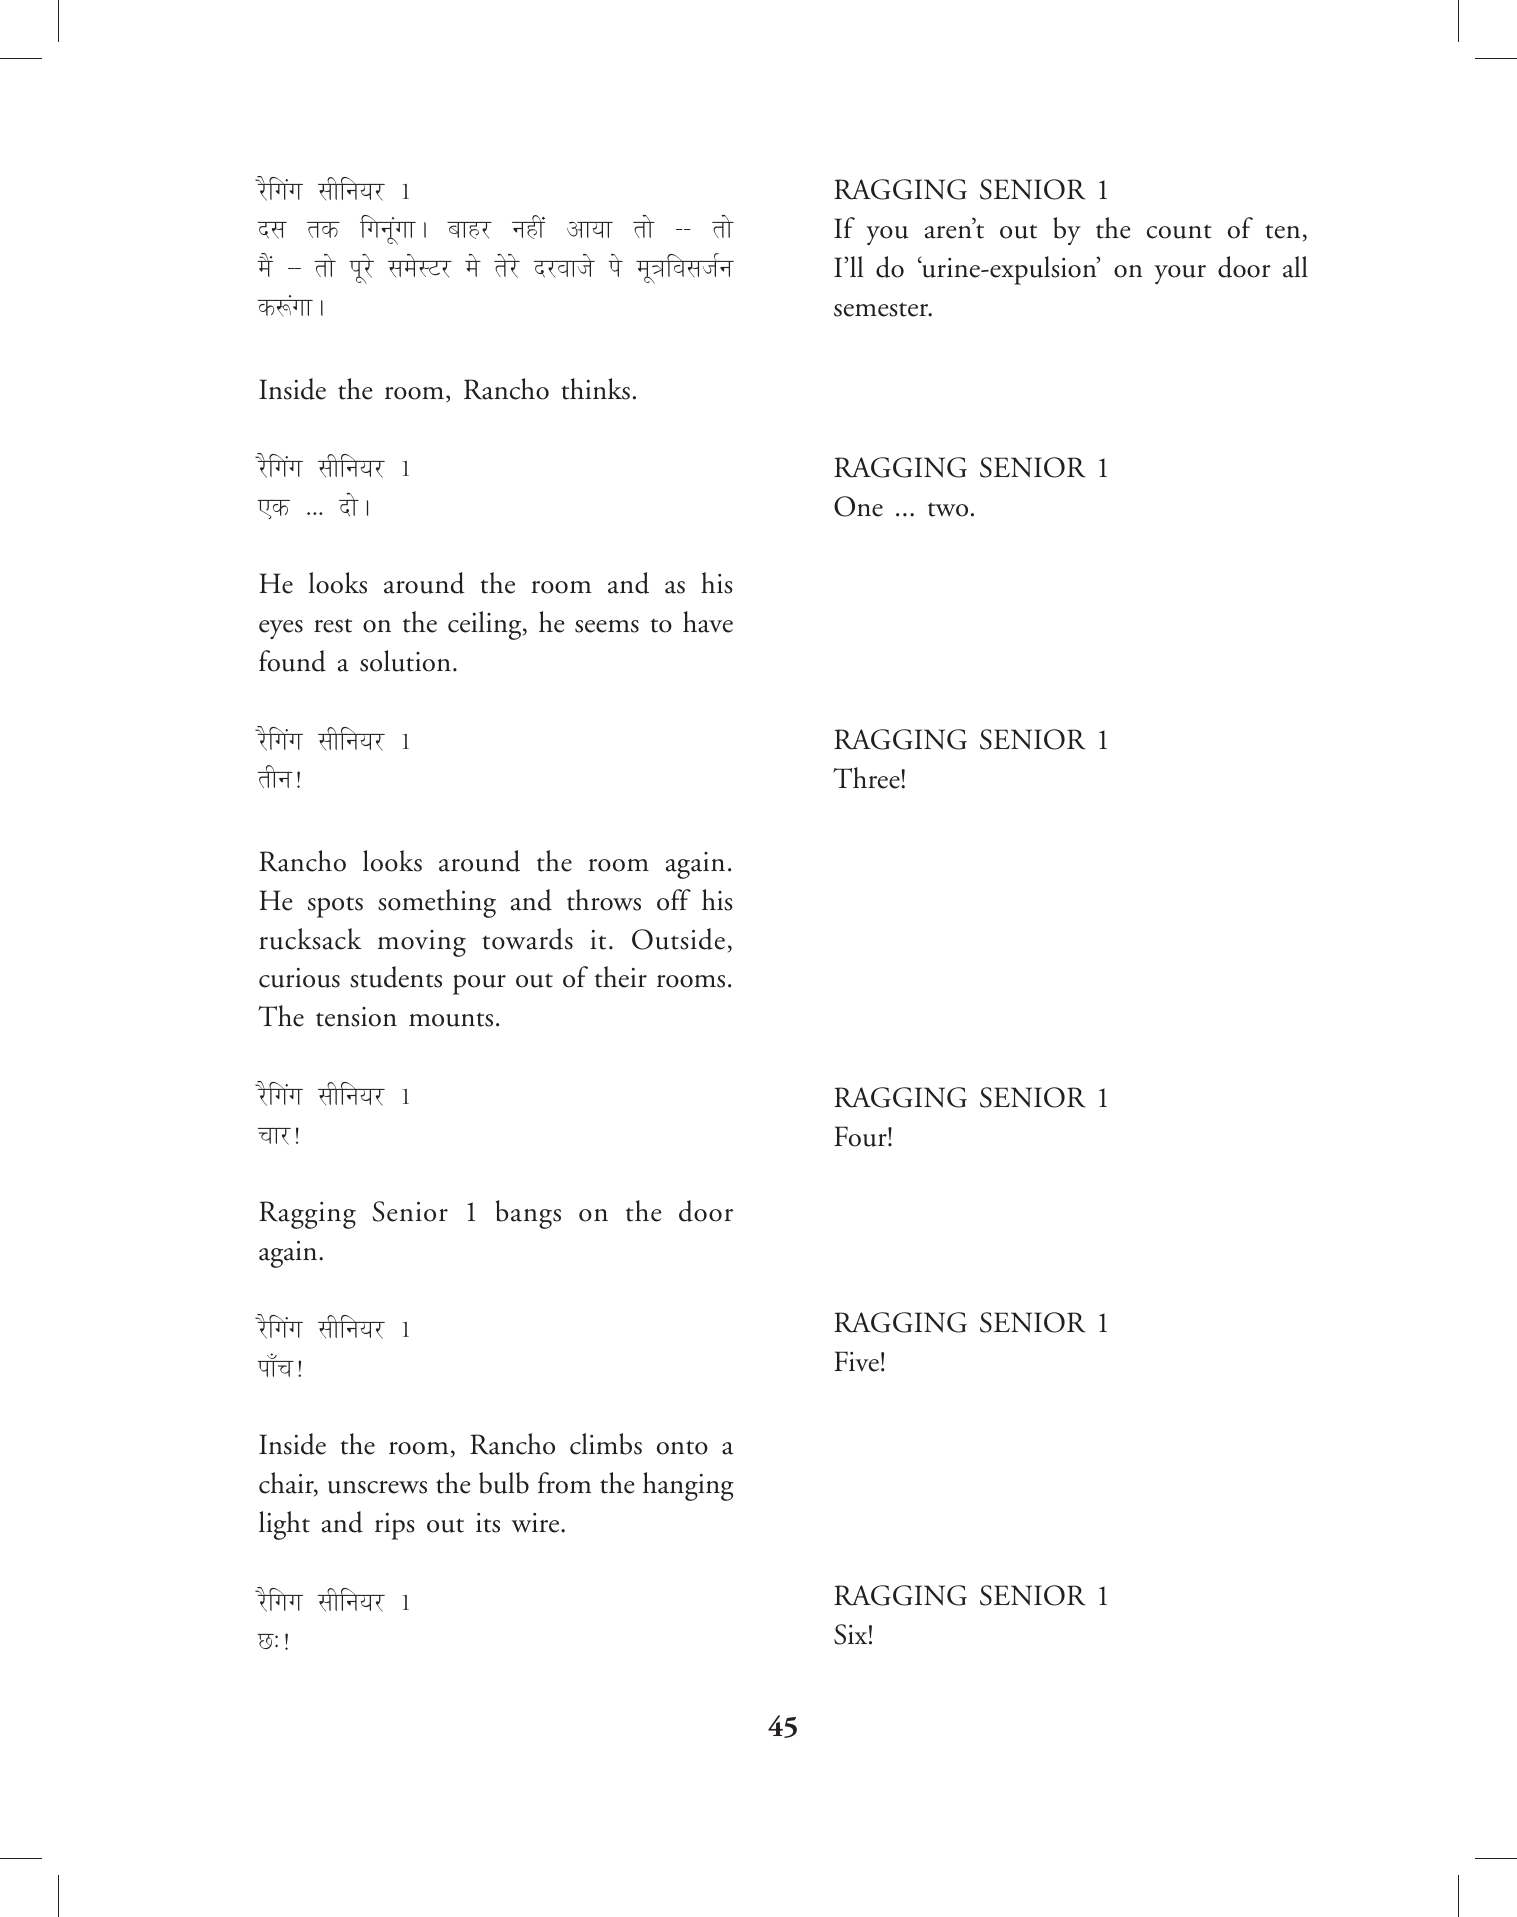 रैगिंग सीनियर 1
दस तक गिनूंगा। बाहर नहीं आया तो -- तो
मैं – तो पूरे समेस्टर मे तेरे दरवाजे पे मूत्रविसर्जन
करूंगा।
RAGGING SENIOR 1
If you aren’t out by the count of ten,
I’ll do ‘urine-expulsion’ on your door all
semester.
Inside the room, Rancho thinks.
रैगिंग सीनियर 1
एक ... दो।
RAGGING SENIOR 1
One ... two.
He looks around the room and as his
eyes rest on the ceiling, he seems to have
found a solution.
रैगिंग सीनियर 1
तीन!
RAGGING SENIOR 1
Three!
Rancho looks around the room again.
He spots something and throws off his
rucksack moving towards it. Outside,
curious students pour out of their rooms.
The tension mounts.
रैगिंग सीनियर 1
चार!
RAGGING SENIOR 1
Four!
Ragging Senior 1 bangs on the door
again.
रैगिंग सीनियर 1
पाँच!
RAGGING SENIOR 1
Five!
Inside the room, Rancho climbs onto a
chair, unscrews the bulb from the hanging
light and rips out its wire.
रैगिग सीनियर 1
छः!
RAGGING SENIOR 1
Six!
45